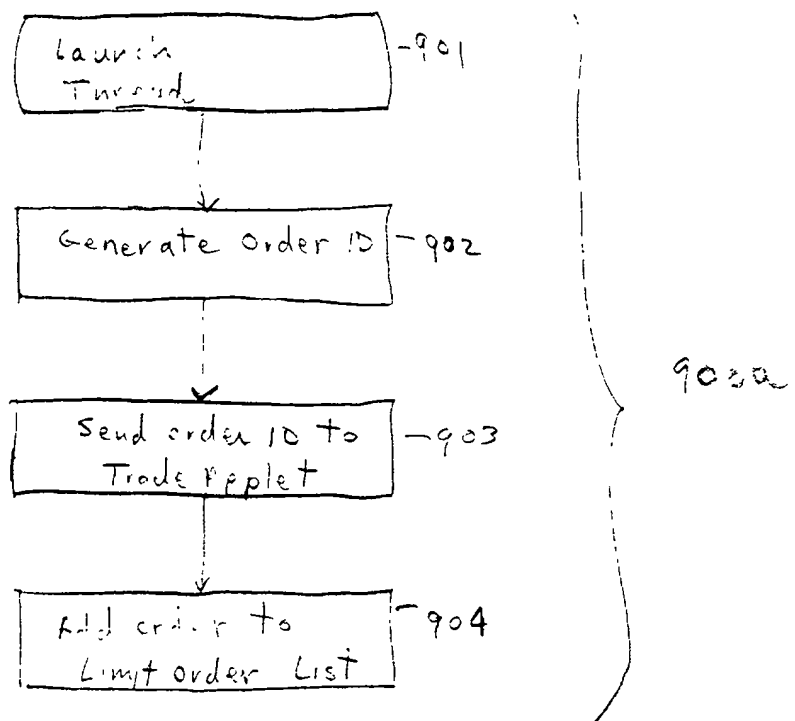 Launch -901
Thread
Generate Order ID -902
Send order ID to -903
Trade Applet
Add order to -904
Limit order List